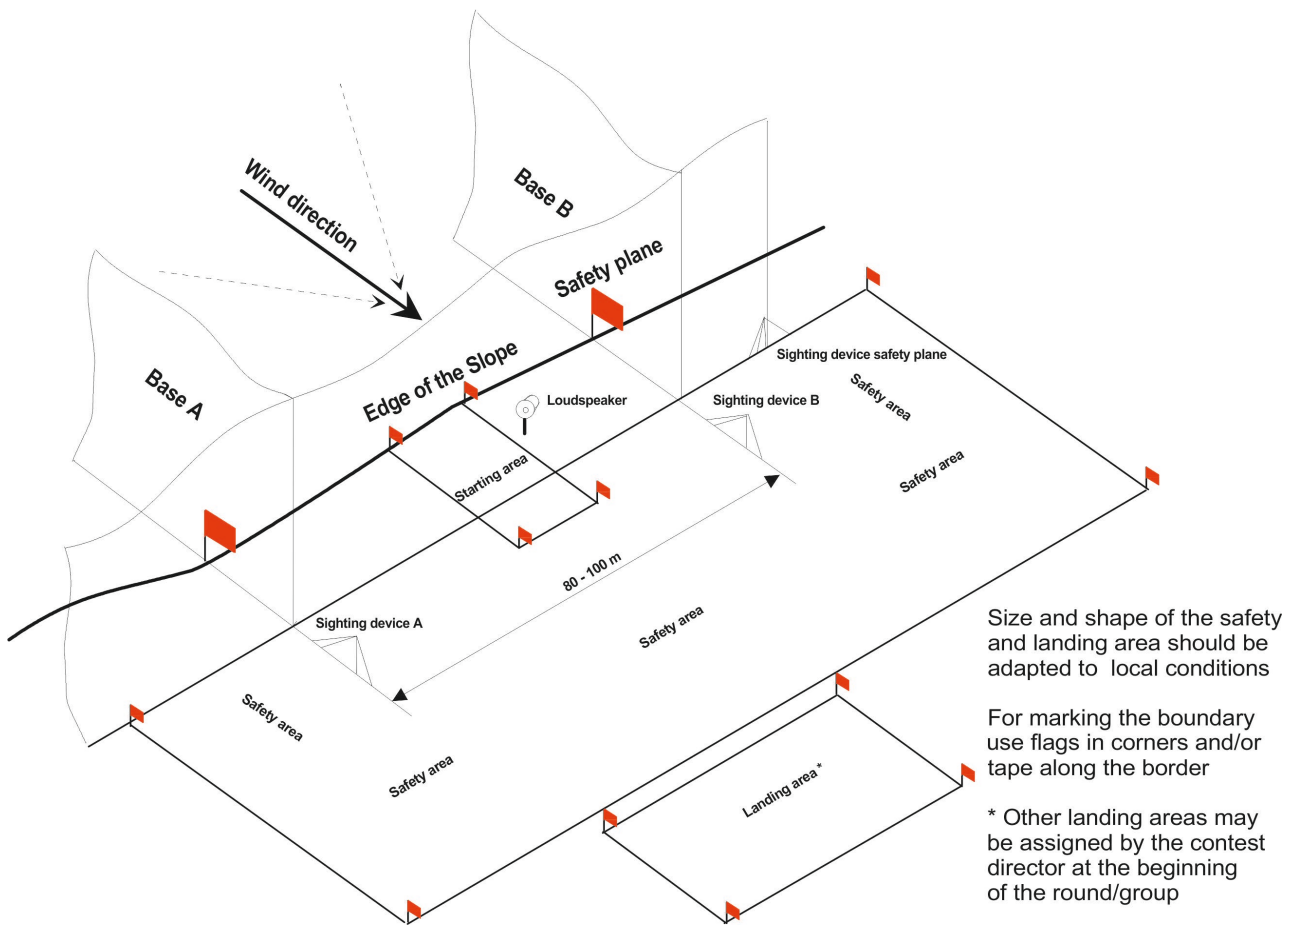 Wind direction
Base B
Safety plane
Base A
Edge of the Slope
Loudspeaker
Sighting device safety plane
Sighting device B
Safety area
Safety area
Starting area
80 - 100 m
Sighting device A
Safety area
Safety area
Safety area
Landing area *
Size and shape of the safety
and landing area should be
adapted to local conditions
For marking the boundary
use flags in corners and/or
tape along the border
* Other landing areas may
be assigned by the contest
director at the beginning
of the round/group